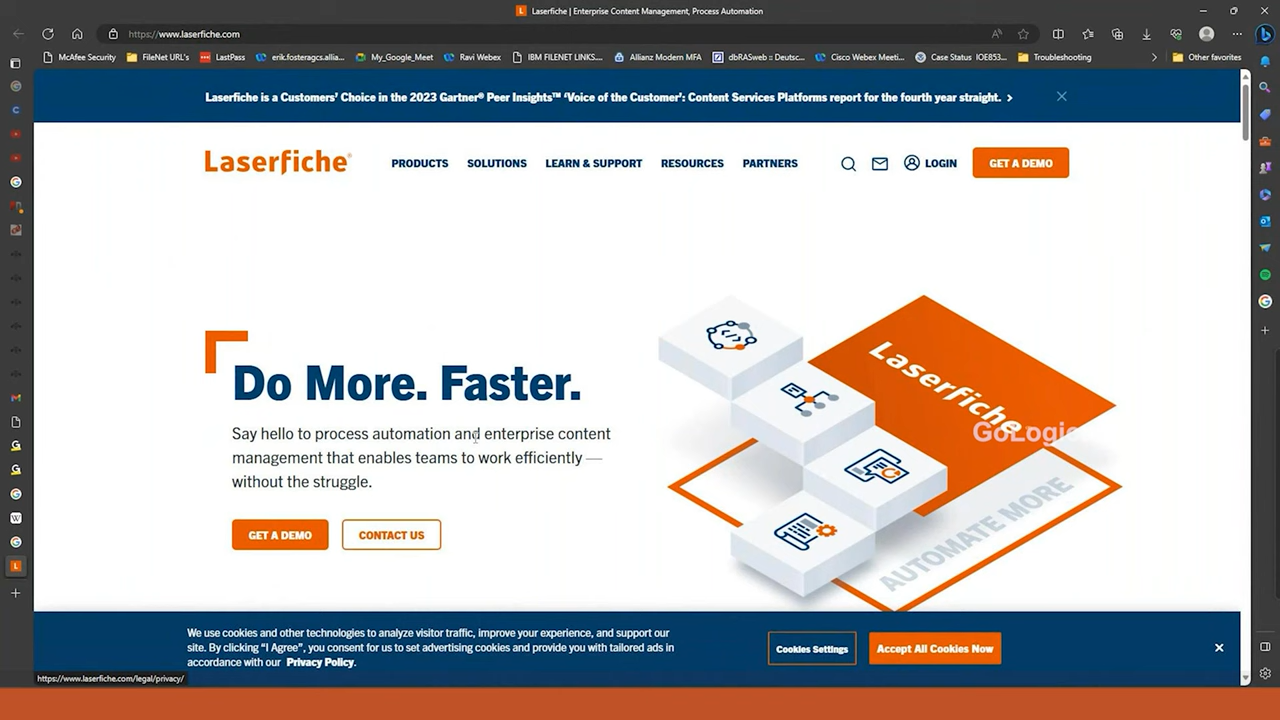 Laserfiche | Enterprise Content Management, Process Automation
https://www.laserfiche.com
McAfee Security
FileNet URL's
LastPass
erik.fosteragcs.allia...
My_Google_Meet
Ravi Webex
IBM FILENET LINKS....
Allianz Modern MFA
dbRASweb :: Deutsc...
Cisco Webex Meeti...
Case Status IOE853...
Troubleshooting
Other favorites
Laserfiche is a Customers' Choice in the 2023 Gartner® Peer Insights™ 'Voice of the Customer': Content Services Platforms report for the fourth year straight.
Laserfiche®
PRODUCTS
SOLUTIONS
LEARN & SUPPORT
RESOURCES
PARTNERS
LOGIN
GET A DEMO
Do More. Faster.
Say hello to process automation and enterprise content
management that enables teams to work efficiently —
without the struggle.
GET A DEMO
CONTACT US
Laserfiche
GoLogic
AUTOMATE MORE
We use cookies and other technologies to analyze visitor traffic, improve your experience, and support our
site. By clicking "I Agree", you consent for us to set advertising cookies and provide you with tailored ads in
accordance with our Privacy Policy.
Cookies Settings
Accept All Cookies Now
https://www.laserfiche.com/legal/privacy/